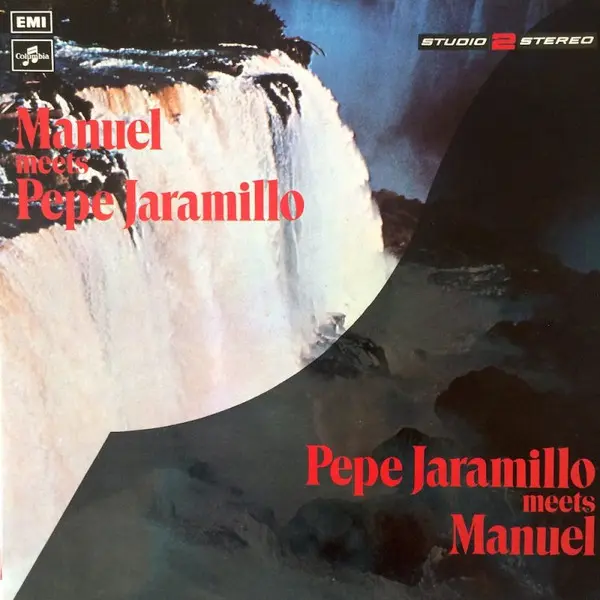 EMI
Columbia
STUDIO 2 STEREO
Manuel
meets
Pepe Jaramillo
Pepe Jaramillo
meets
Manuel